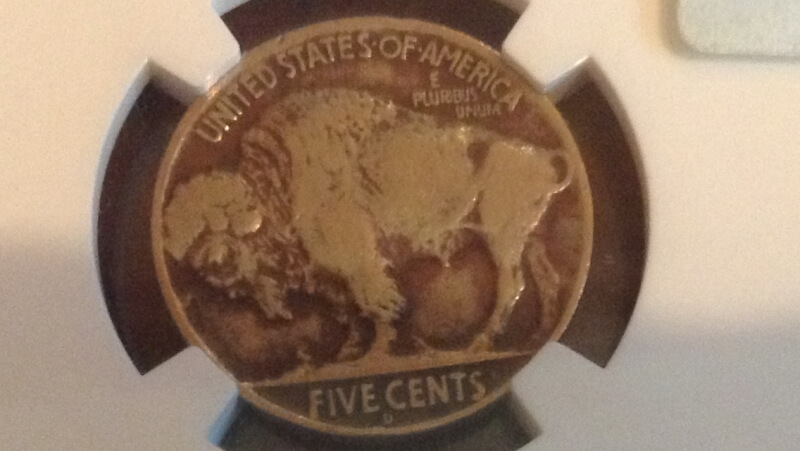 UNITED STATES·OF·AMERICA
E
PLURIBUS
UNUM
FIVE CENTS
D